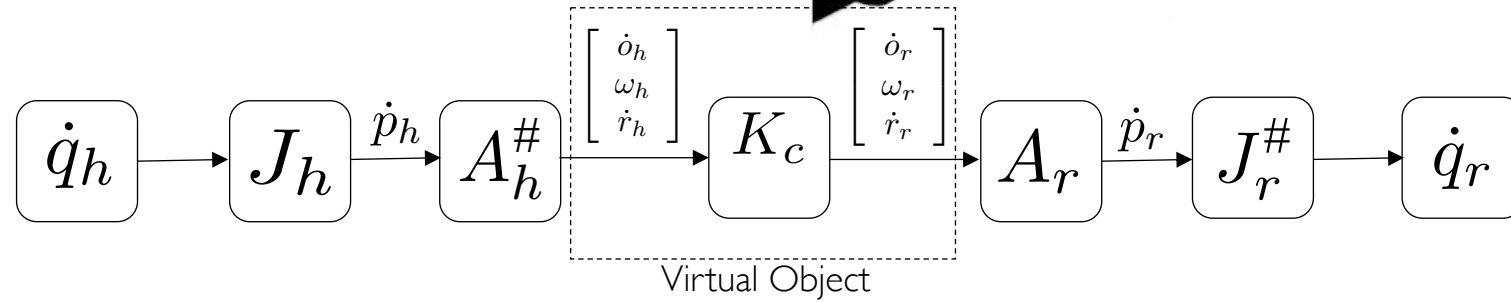 q̇_h
J_h
ṗ_h
A_h^#
[ ȯ_h
ω_h
ṙ_h ]
K_c
[ ȯ_r
ω_r
ṙ_r ]
A_r
ṗ_r
J_r^#
q̇_r
Virtual Object